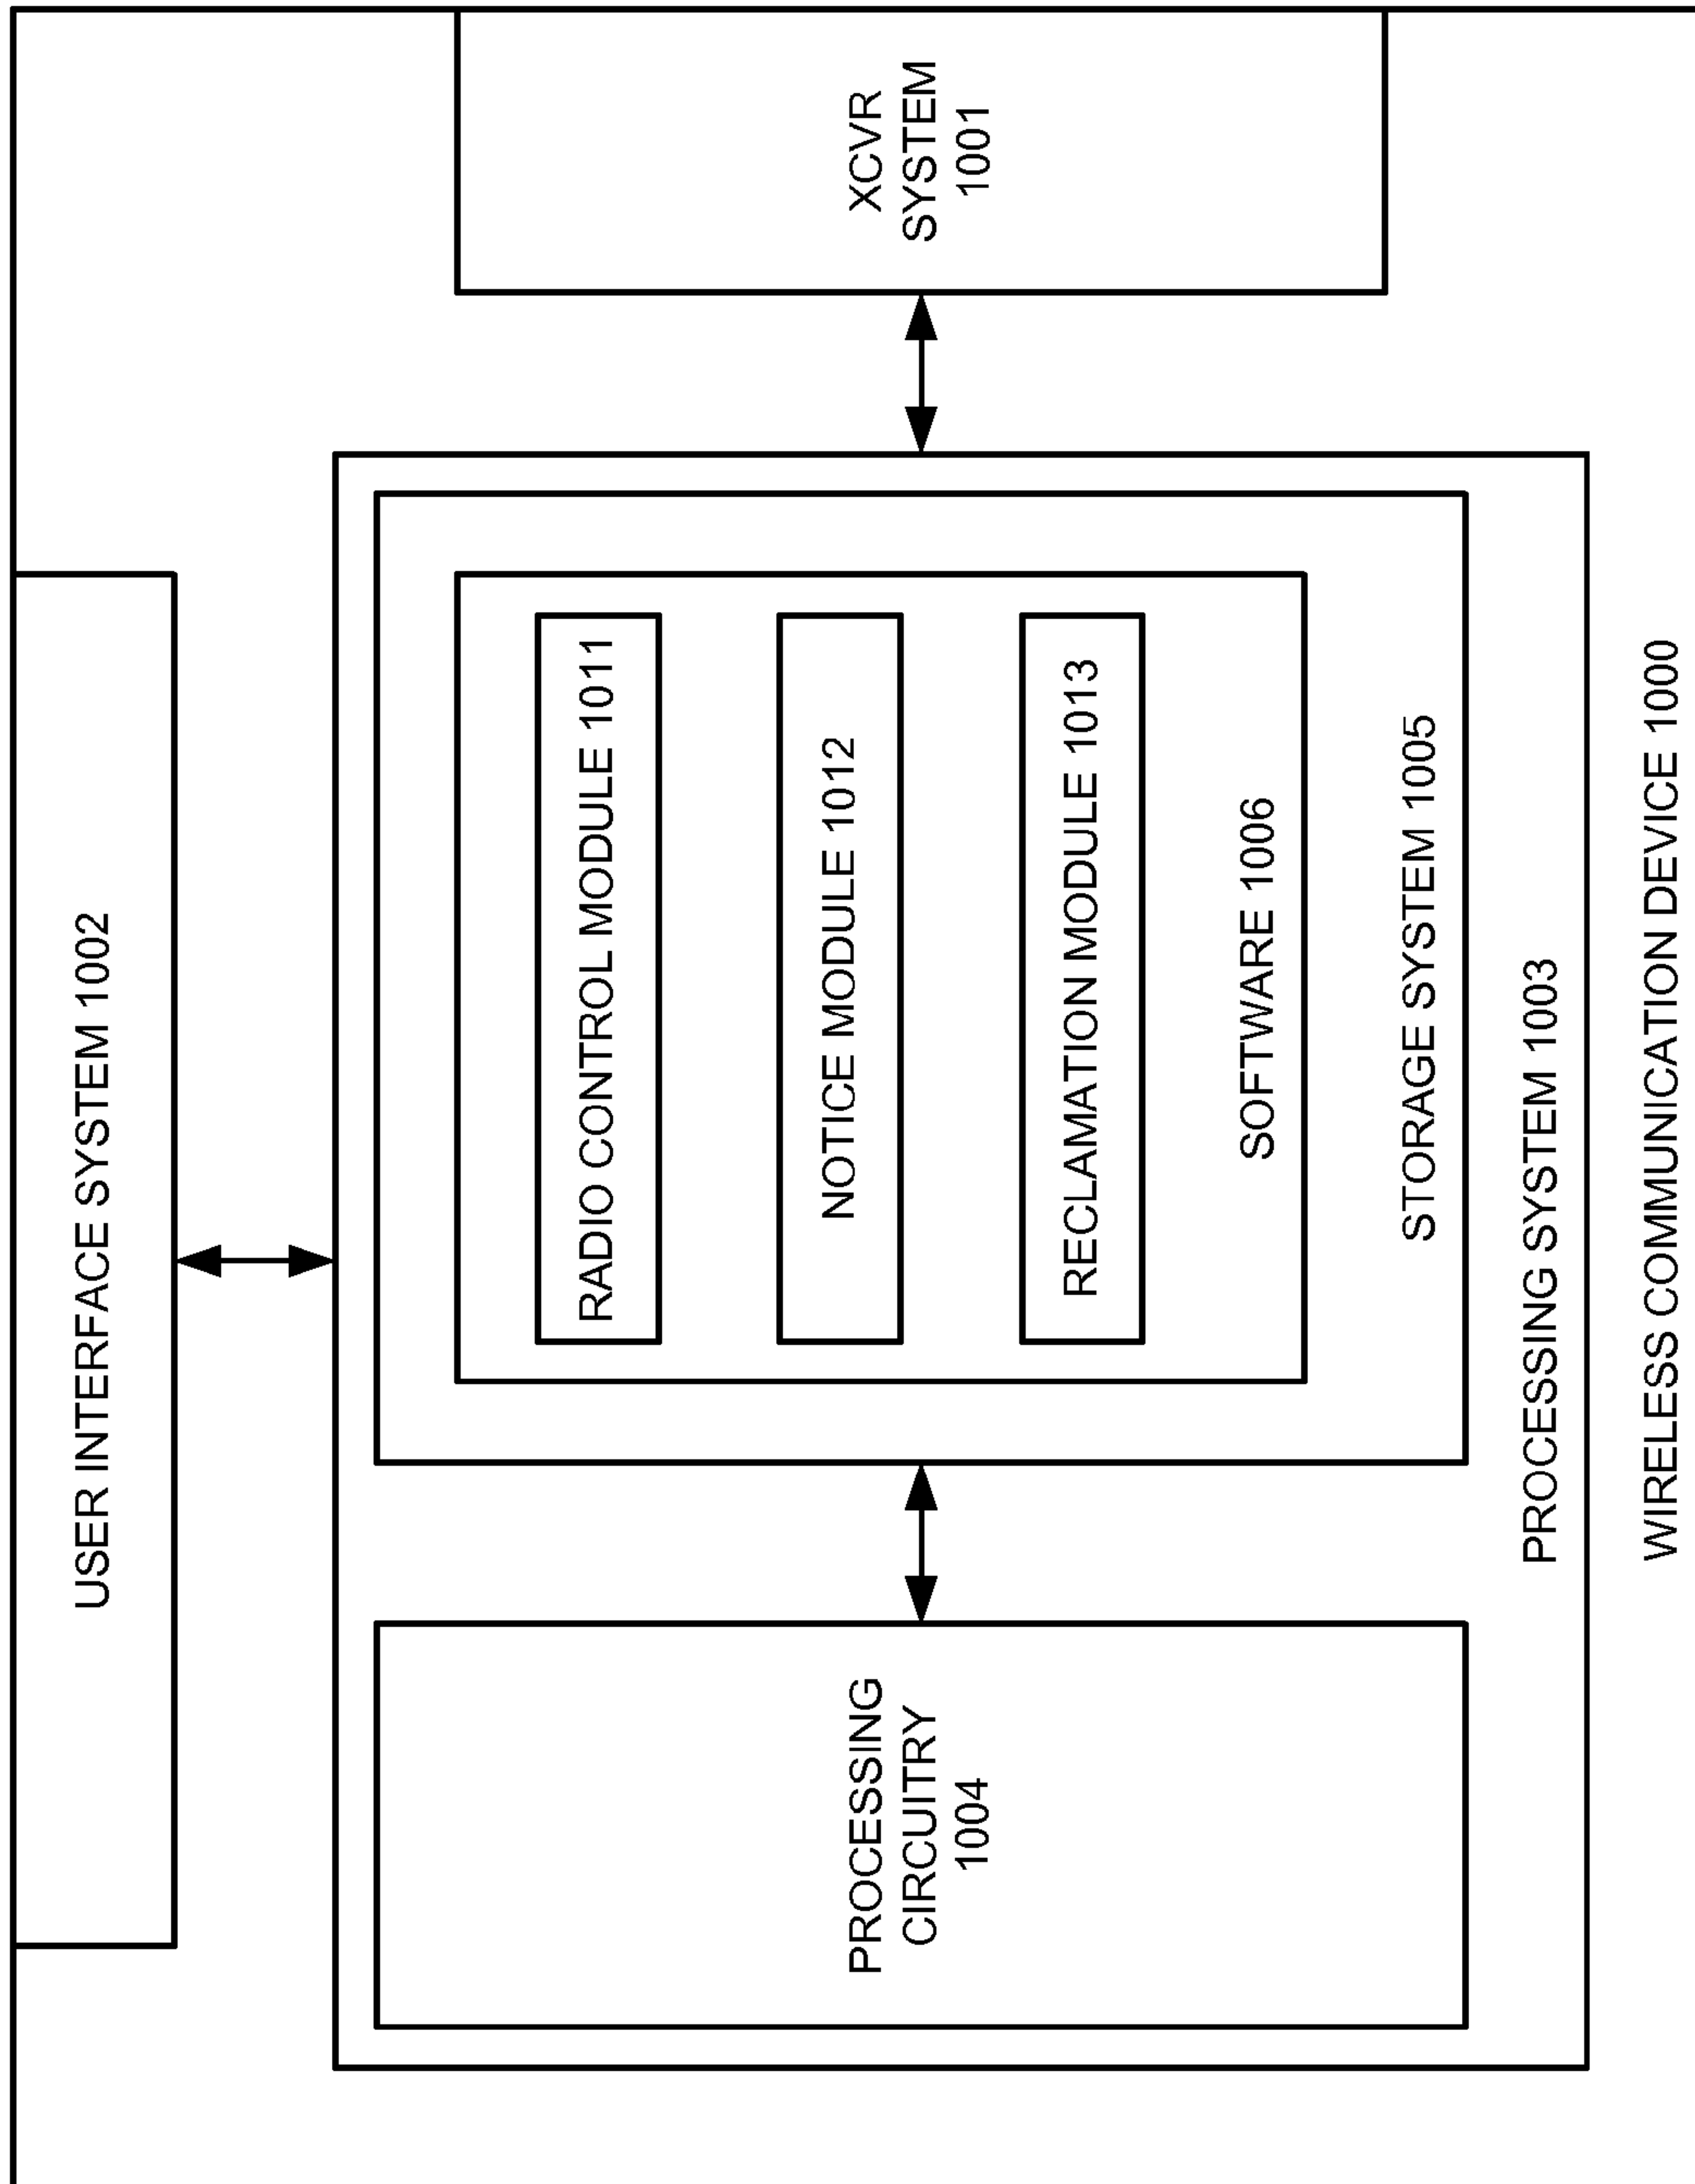 USER INTERFACE SYSTEM 1002
XCVR
SYSTEM
1001
RADIO CONTROL MODULE 1011
NOTICE MODULE 1012
RECLAMATION MODULE 1013
SOFTWARE 1006
STORAGE SYSTEM 1005
PROCESSING
CIRCUITRY
1004
PROCESSING SYSTEM 1003
WIRELESS COMMUNICATION DEVICE 1000